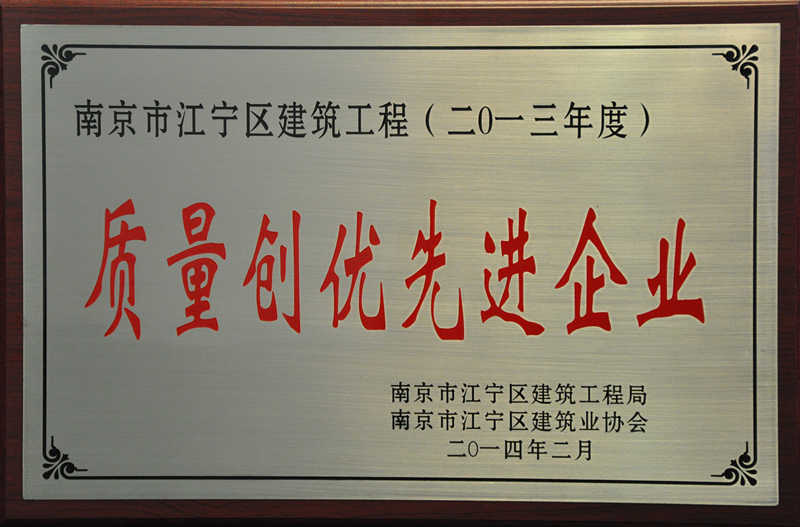 南京市江宁区建筑工程（二〇一三年度）
质量创优先进企业
南京市江宁区建筑工程局
南京市江宁区建筑业协会
二〇一四年二月